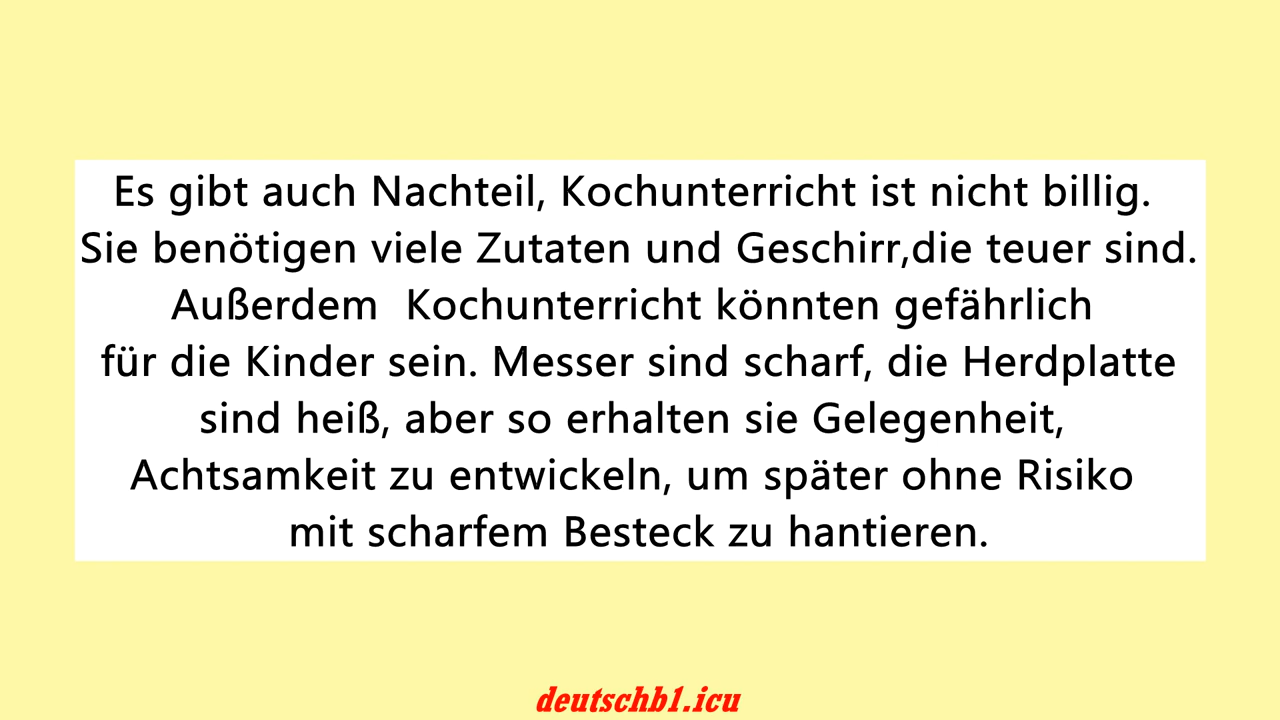 Es gibt auch Nachteil, Kochunterricht ist nicht billig.
Sie benötigen viele Zutaten und Geschirr,die teuer sind.
Außerdem  Kochunterricht könnten gefährlich
für die Kinder sein. Messer sind scharf, die Herdplatte
sind heiß, aber so erhalten sie Gelegenheit,
Achtsamkeit zu entwickeln, um später ohne Risiko
mit scharfem Besteck zu hantieren.
deutschb1.icu